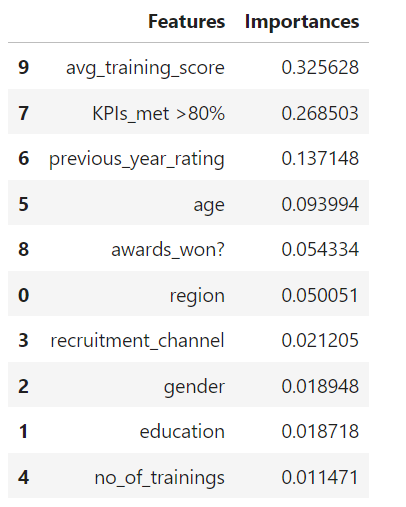 Features Importances
9 avg_training_score 0.325628
7 KPIs_met >80% 0.268503
6 previous_year_rating 0.137148
5 age 0.093994
8 awards_won? 0.054334
0 region 0.050051
3 recruitment_channel 0.021205
2 gender 0.018948
1 education 0.018718
4 no_of_trainings 0.011471